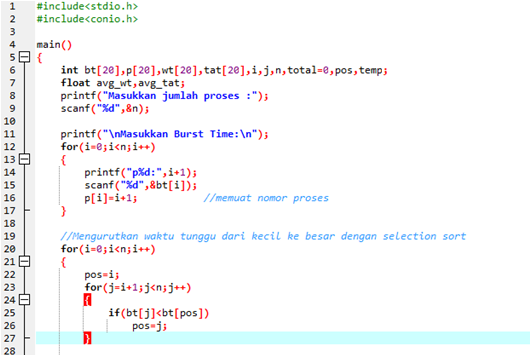 1 #include<stdio.h>
2 #include<conio.h>
3
4 main()
5 {
6 int bt[20],p[20],wt[20],tat[20],i,j,n,total=0,pos,temp;
7 float avg_wt,avg_tat;
8 printf("Masukkan jumlah proses :");
9 scanf("%d",&n);
10
11 printf("\nMasukkan Burst Time:\n");
12 for(i=0;i<n;i++)
13 {
14 printf("p%d:",i+1);
15 scanf("%d",&bt[i]);
16 p[i]=i+1; //memuat nomor proses
17 }
18
19 //Mengurutkan waktu tunggu dari kecil ke besar dengan selection sort
20 for(i=0;i<n;i++)
21 {
22 pos=i;
23 for(j=i+1;j<n;j++)
24 {
25 if(bt[j]<bt[pos])
26 pos=j;
27 }
28